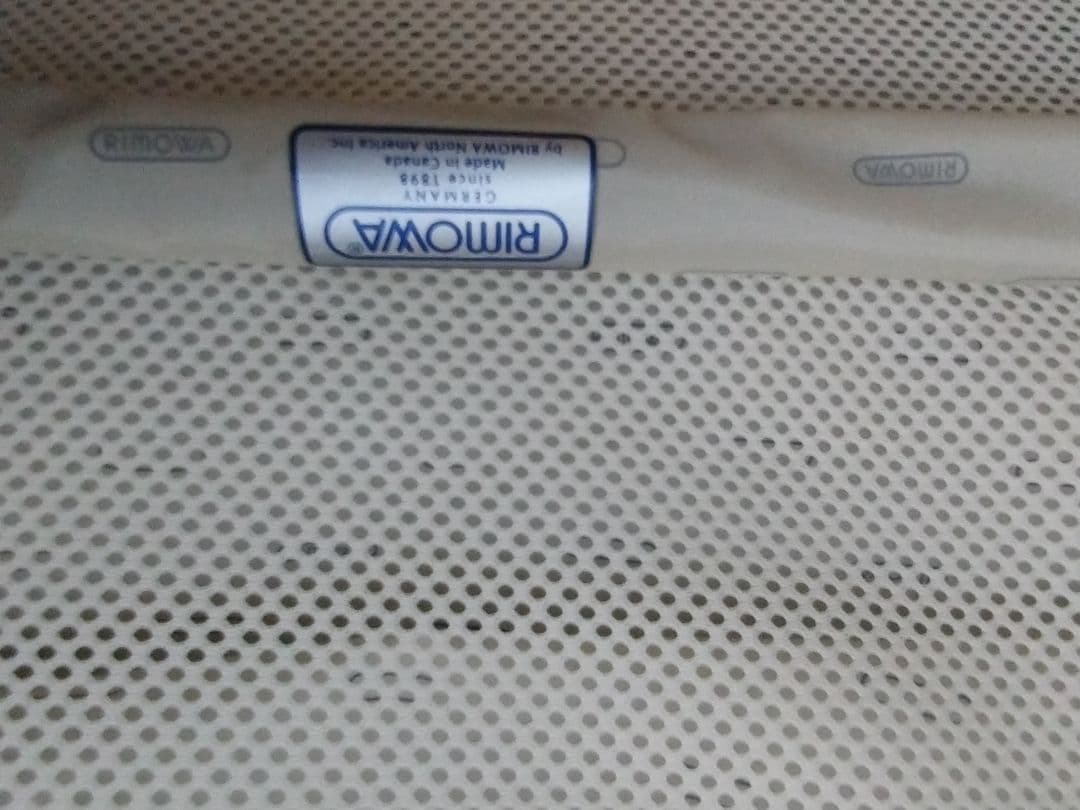 RIMOWA
RIMOWA®
GERMANY
since 1898
Made in Canada
by RIMOWA North America Inc.
RIMOWA